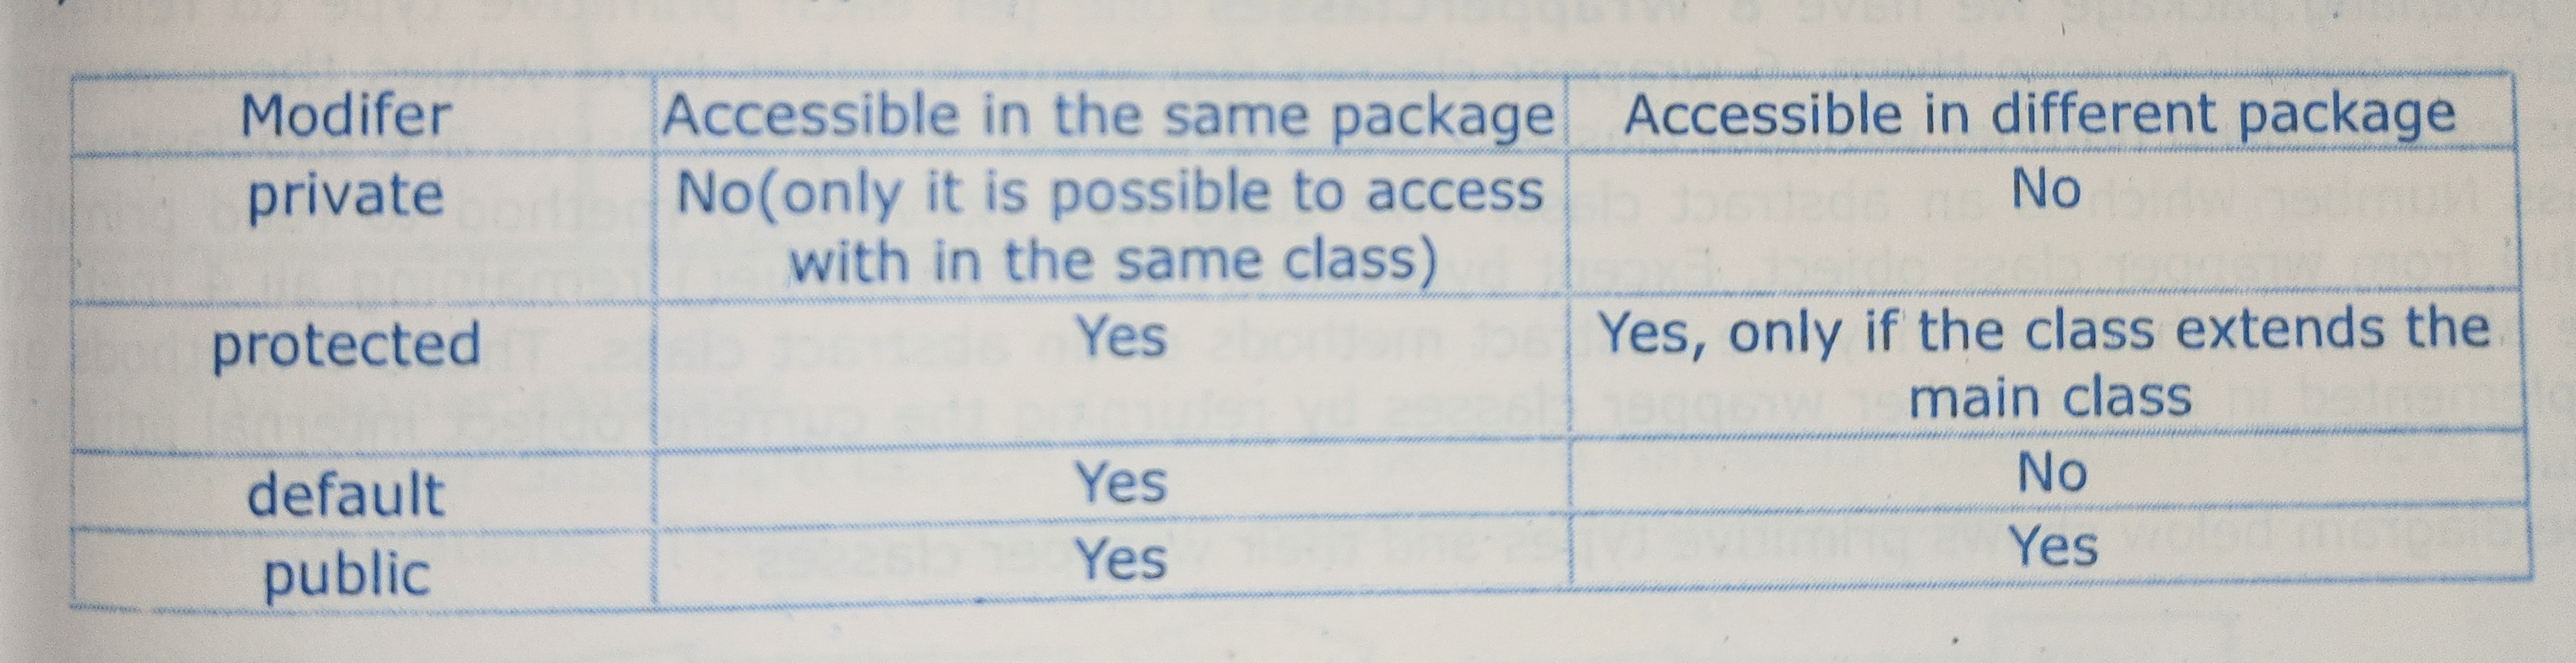 Modifer Accessible in the same package Accessible in different package
private No(only it is possible to access No
with in the same class)
protected Yes Yes, only if the class extends the
main class
default Yes No
public Yes Yes